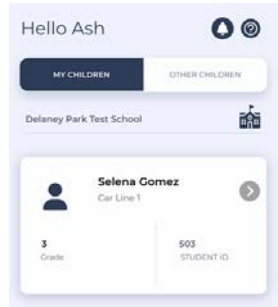 Hello Ash
MY CHILDREN OTHER CHILDREN
Delaney Park Test School
Selena Gomez
Car Line 1
3 503
Grade STUDENT ID